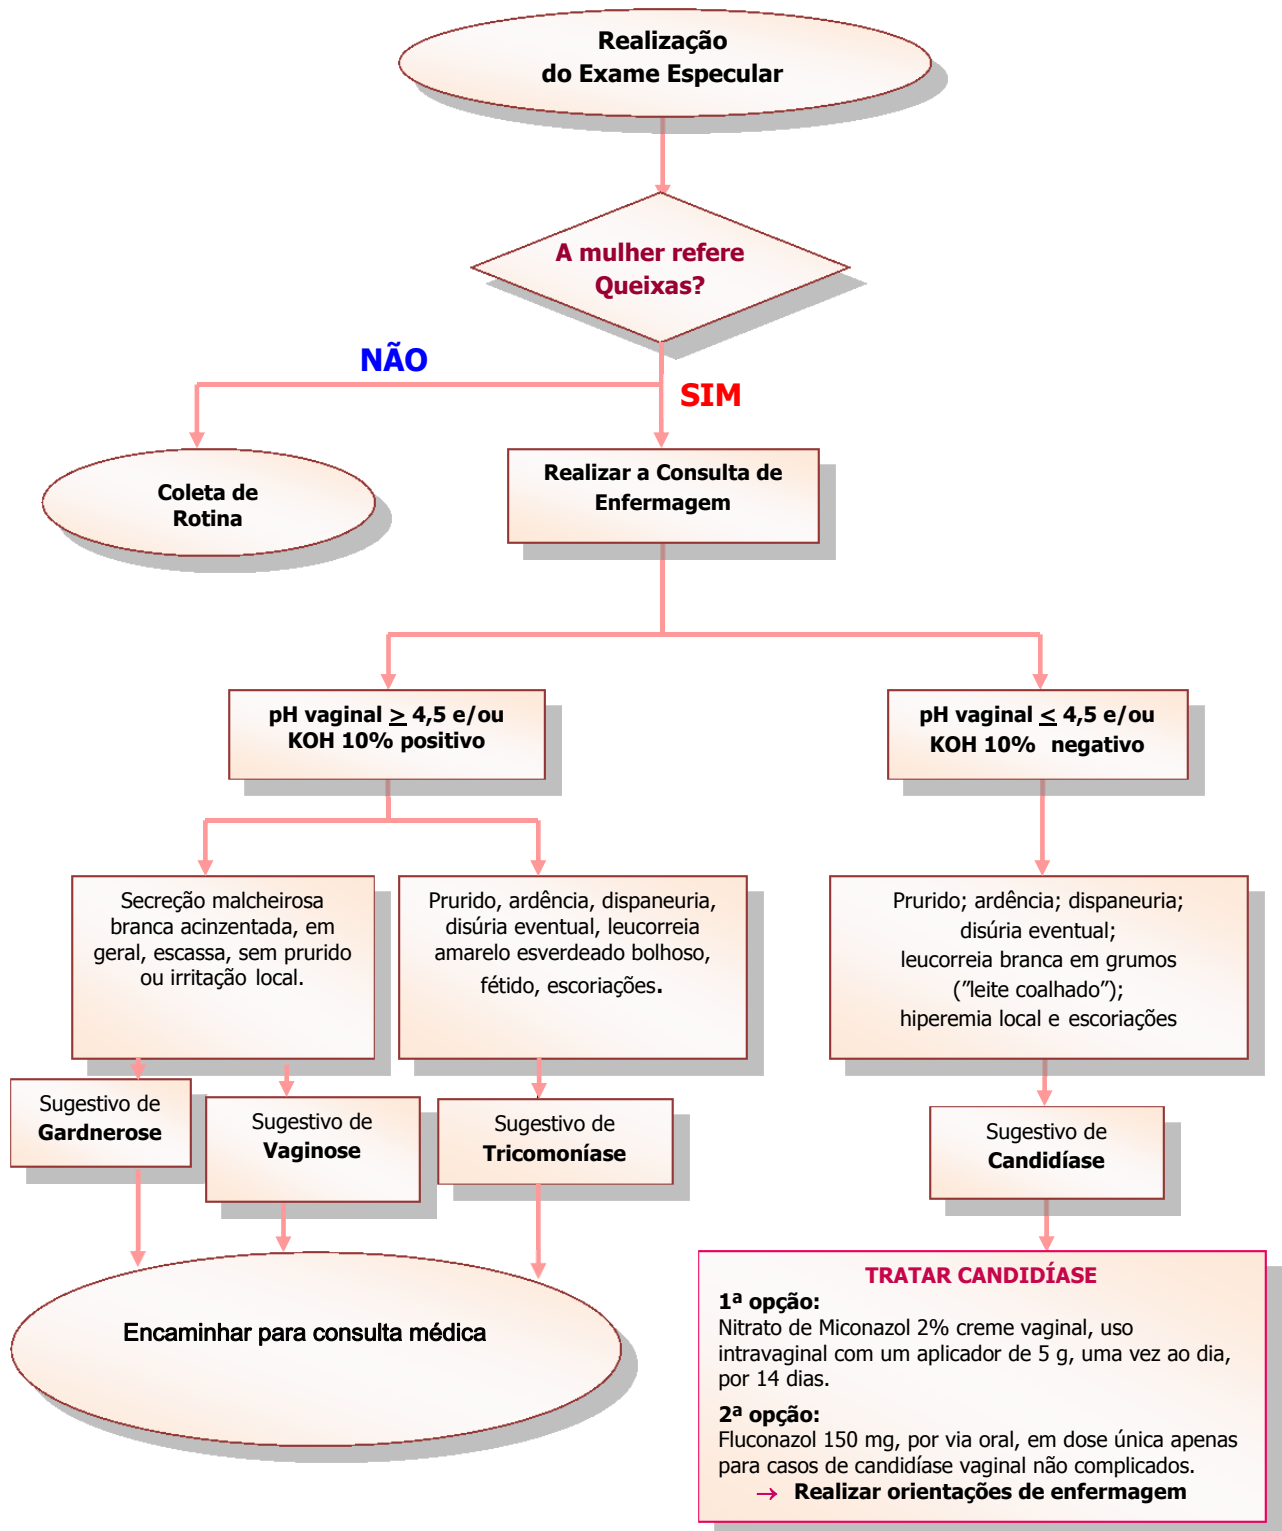 Realização
do Exame Especular
A mulher refere
Queixas?
NÃO
SIM
Coleta de
Rotina
Realizar a Consulta de
Enfermagem
pH vaginal ≥ 4,5 e/ou
KOH 10% positivo
pH vaginal ≤ 4,5 e/ou
KOH 10% negativo
Secreção malcheirosa
branca acinzentada, em
geral, escassa, sem prurido
ou irritação local.
Prurido, ardência, dispaneuria,
disúria eventual, leucorreia
amarelo esverdeado bolhoso,
fétido, escoriações.
Prurido; ardência; dispaneuria;
disúria eventual;
leucorreia branca em grumos
(”leite coalhado”);
hiperemia local e escoriações
Sugestivo de
Gardnerose
Sugestivo de
Vaginose
Sugestivo de
Tricomoníase
Sugestivo de
Candidíase
Encaminhar para consulta médica
TRATAR CANDIDÍASE
1ª opção:
Nitrato de Miconazol 2% creme vaginal, uso
intravaginal com um aplicador de 5 g, uma vez ao dia,
por 14 dias.
2ª opção:
Fluconazol 150 mg, por via oral, em dose única apenas
para casos de candidíase vaginal não complicados.
→ Realizar orientações de enfermagem